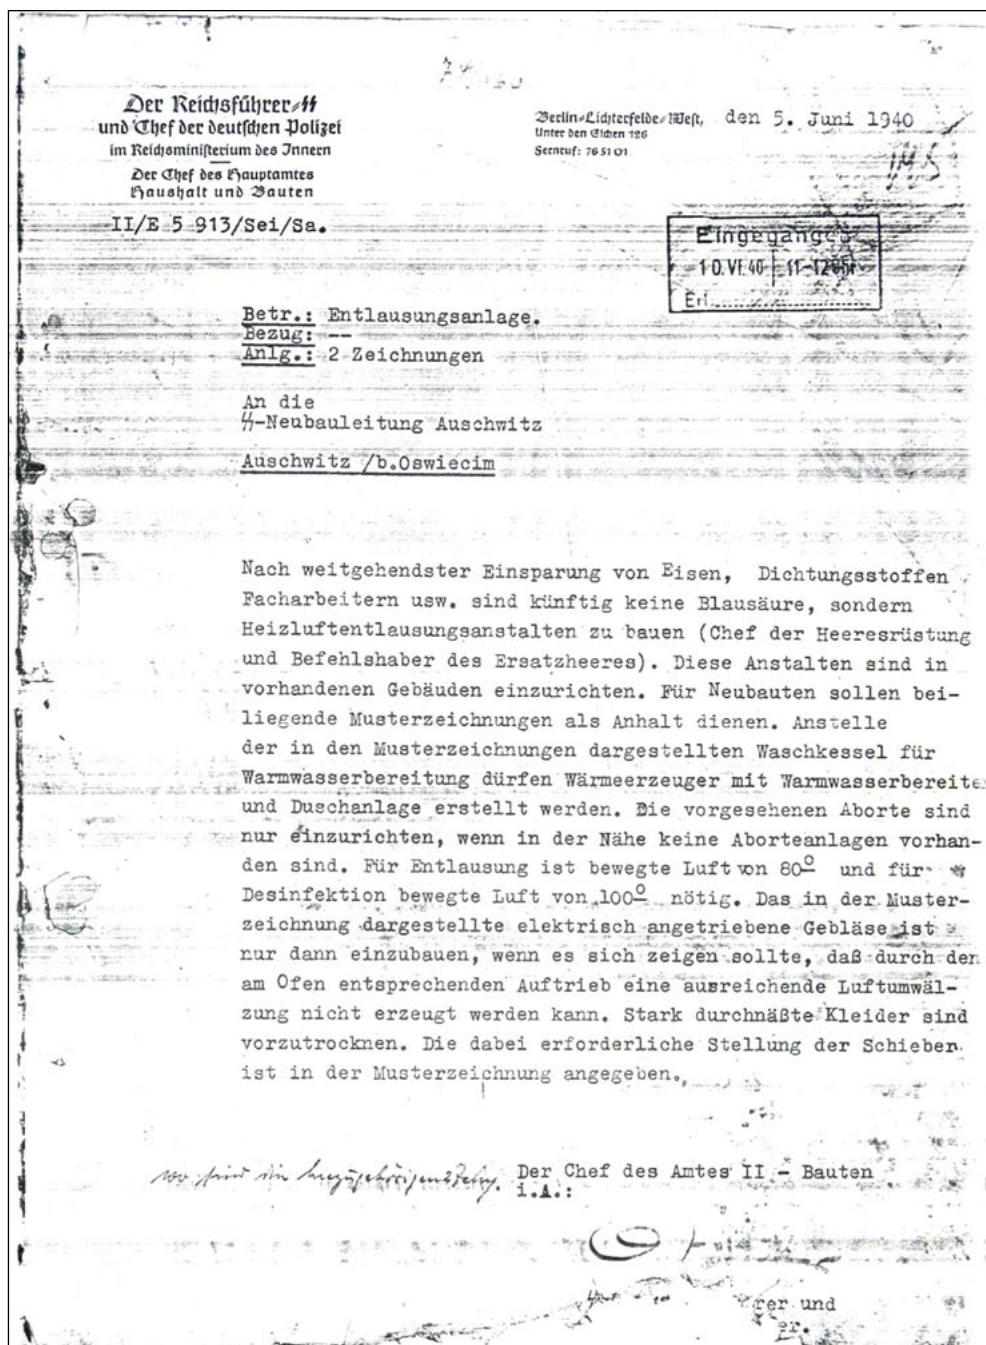 Der Reichsführer-SS
und Chef der deutschen Polizei
im Reichsministerium des Innern
Der Chef des Hauptamtes
Haushalt und Bauten
II/E 5 913/Sei/Sa.
Berlin-Lichterfelde-West, den 5. Juni 1940
Unter den Eichen 126
Fernruf: 76 51 01
Eingegangen
10.VI.40 11-12 Uhr
Erl.
Betr.: Entlausungsanlage.
Bezug: --
Anlg.: 2 Zeichnungen
An die
SS-Neubauleitung Auschwitz
Auschwitz /b.Oswiecim
Nach weitgehendster Einsparung von Eisen, Dichtungsstoffen
Facharbeitern usw. sind künftig keine Blausäure, sondern
Heizluftentlausungsanstalten zu bauen (Chef der Heeresrüstung
und Befehlshaber des Ersatzheeres). Diese Anstalten sind in
vorhandenen Gebäuden einzurichten. Für Neubauten sollen bei-
liegende Musterzeichnungen als Anhalt dienen. Anstelle
der in den Musterzeichnungen dargestellten Waschkessel für
Warmwasserbereitung dürfen Wärmeerzeuger mit Warmwasserbereite
und Duschanlage erstellt werden. Die vorgesehenen Aborte sind
nur einzurichten, wenn in der Nähe keine Aborteanlagen vorhan-
den sind. Für Entlausung ist bewegte Luft von 80° und für
Desinfektion bewegte Luft von 100° nötig. Das in der Muster-
zeichnung dargestellte elektrisch angetriebene Gebläse ist
nur dann einzubauen, wenn es sich zeigen sollte, daß durch den
am Ofen entsprechenden Auftrieb eine ausreichende Luftumwäl-
zung nicht erzeugt werden kann. Stark durchnäßte Kleider sind
vorzutrocknen. Die dabei erforderliche Stellung der Schieber
ist in der Musterzeichnung angegeben.
wo sind die
Der Chef des Amtes II - Bauten
i.A.:
rer und
er.